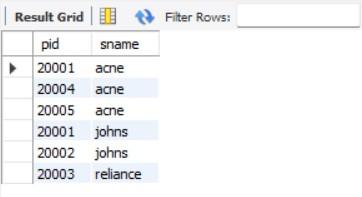 Result Grid Filter Rows:
pid sname
20001 acne
20004 acne
20005 acne
20001 johns
20002 johns
20003 reliance